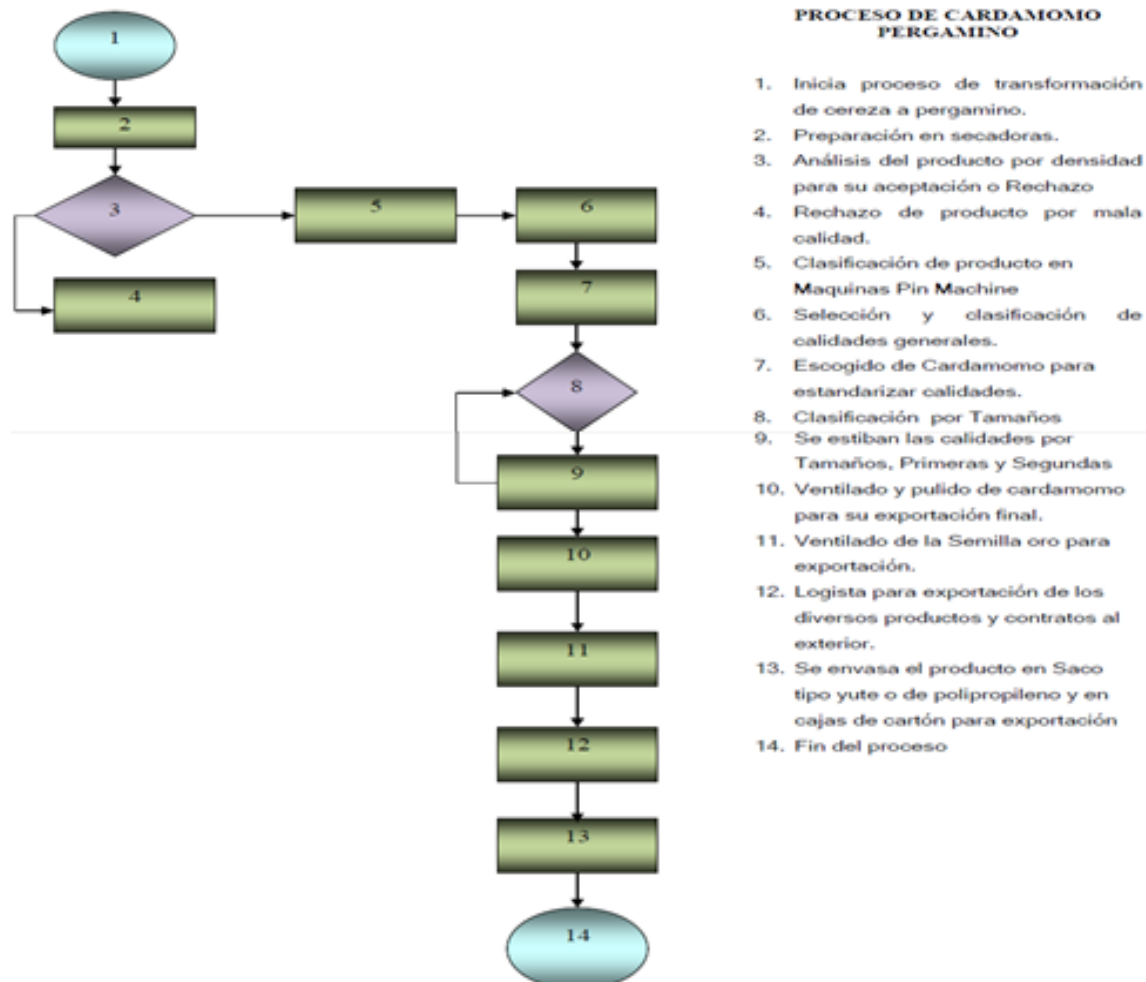 PROCESO DE CARDAMOMO
PERGAMINO
1
2
3
4
5
6
7
8
9
10
11
12
13
14
1. Inicia proceso de transformación
de cereza a pergamino.
2. Preparación en secadoras.
3. Análisis del producto por densidad
para su aceptación o Rechazo
4. Rechazo de producto por mala
calidad.
5. Clasificación de producto en
Maquinas Pin Machine
6. Selección y clasificación de
calidades generales.
7. Escogido de Cardamomo para
estandarizar calidades.
8. Clasificación por Tamaños
9. Se estiban las calidades por
Tamaños, Primeras y Segundas
10. Ventilado y pulido de cardamomo
para su exportación final.
11. Ventilado de la Semilla oro para
exportación.
12. Logista para exportación de los
diversos productos y contratos al
exterior.
13. Se envasa el producto en Saco
tipo yute o de polipropileno y en
cajas de cartón para exportación
14. Fin del proceso